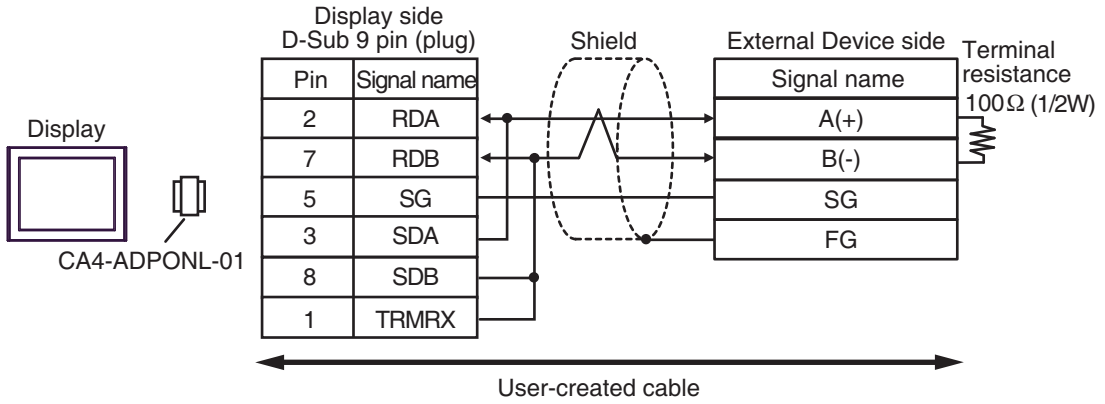 Display side
D-Sub 9 pin (plug)
Shield
External Device side
Terminal
resistance
100Ω (1/2W)
Pin Signal name
Signal name
2 RDA
A(+)
7 RDB
B(-)
5 SG
SG
3 SDA
FG
8 SDB
1 TRMRX
Display
CA4-ADPONL-01
User-created cable